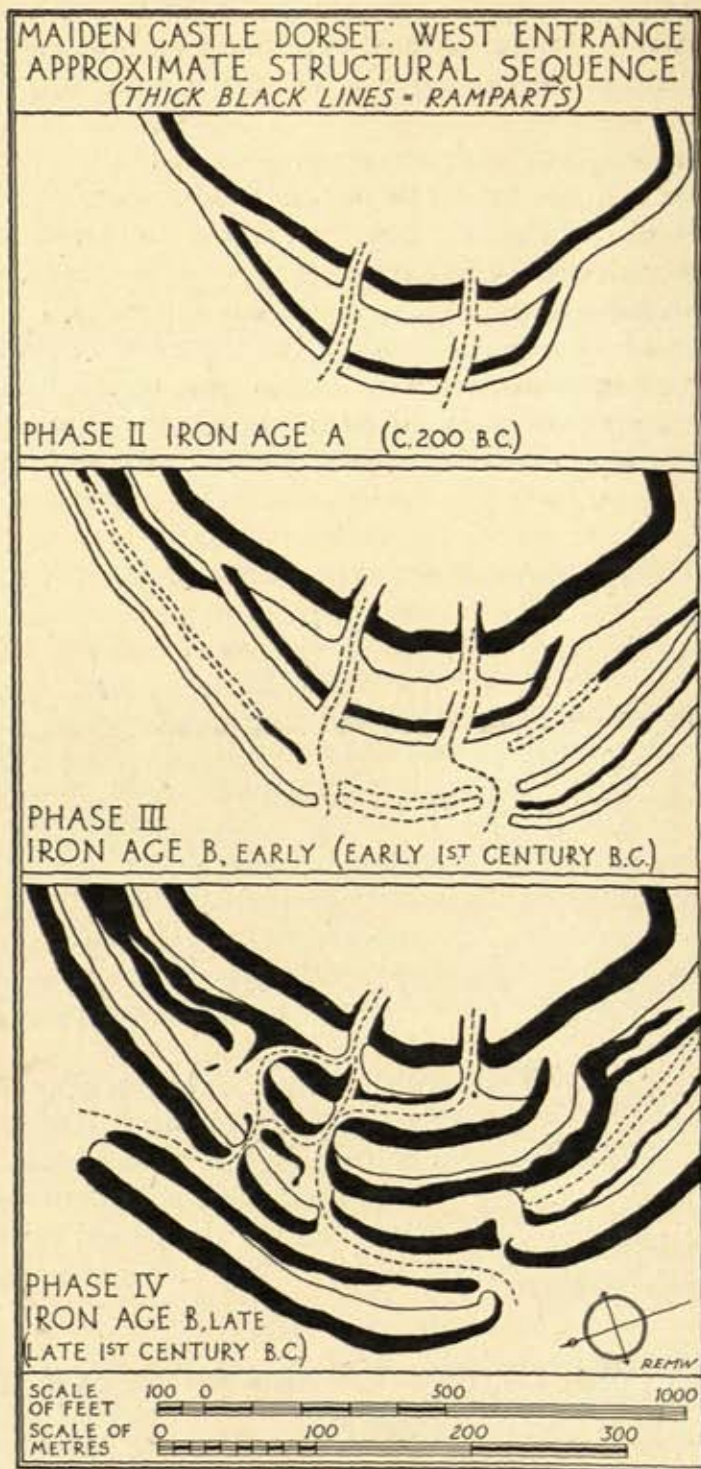 MAIDEN CASTLE DORSET: WEST ENTRANCE
APPROXIMATE STRUCTURAL SEQUENCE
(THICK BLACK LINES = RAMPARTS)
PHASE II IRON AGE A (C.200 B.C.)
PHASE III
IRON AGE B, EARLY (EARLY 1ST CENTURY B.C.)
PHASE IV
IRON AGE B, LATE
(LATE 1ST CENTURY B.C.)
REMW
SCALE OF FEET 100 0 500 1000
SCALE OF METRES 0 100 200 300